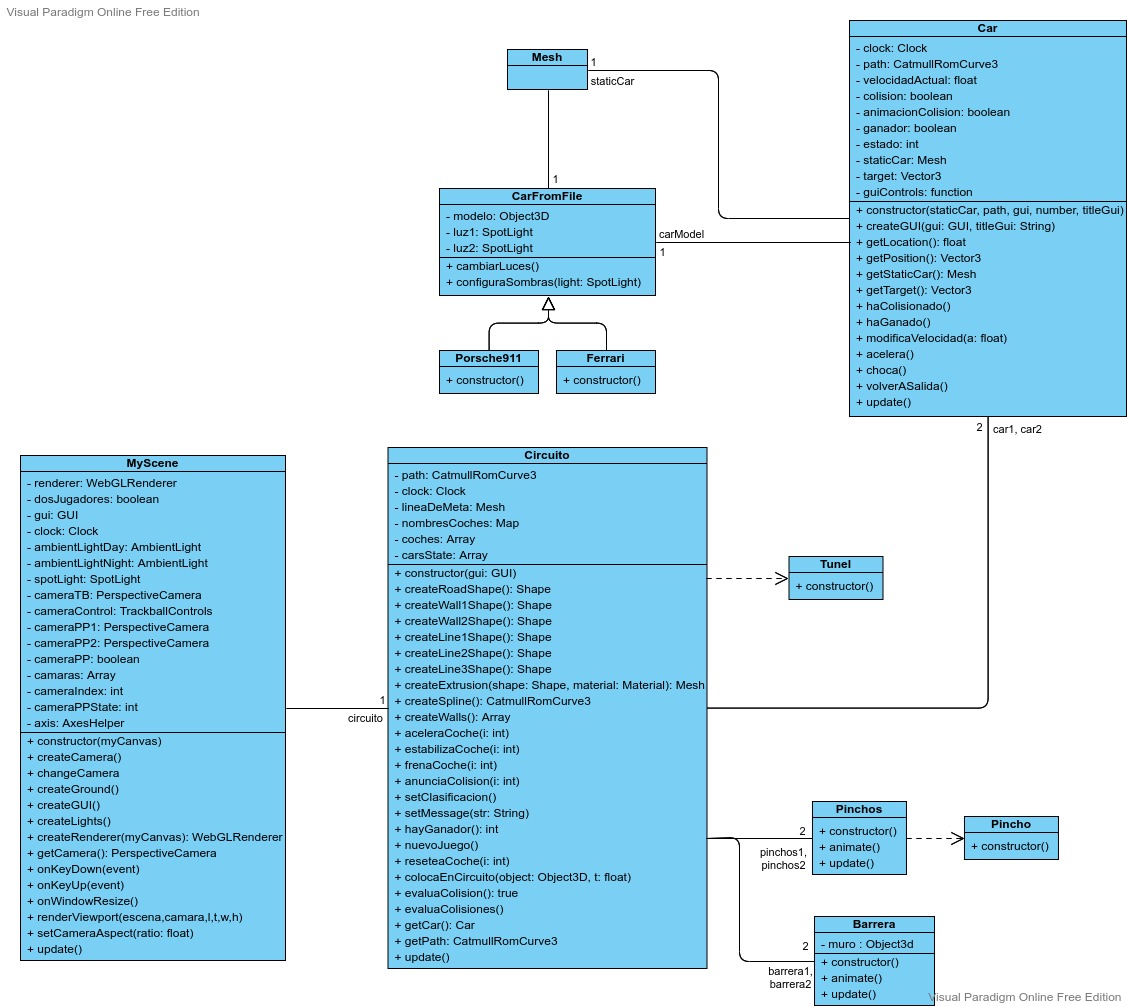 Visual Paradigm Online Free Edition
Mesh
1
staticCar
1
CarFromFile
- modelo: Object3D
- luz1: SpotLight
- luz2: SpotLight
+ cambiarLuces()
+ configuraSombras(light: SpotLight)
carModel
1
Porsche911
+ constructor()
Ferrari
+ constructor()
Car
- clock: Clock
- path: CatmullRomCurve3
- velocidadActual: float
- colision: boolean
- animacionColision: boolean
- ganador: boolean
- estado: int
- staticCar: Mesh
- target: Vector3
- guiControls: function
+ constructor(staticCar, path, gui, number, titleGui)
+ createGUI(gui: GUI, titleGui: String)
+ getLocation(): float
+ getPosition(): Vector3
+ getStaticCar(): Mesh
+ getTarget(): Vector3
+ haColisionado()
+ haGanado()
+ modificaVelocidad(a: float)
+ acelera()
+ choca()
+ volverASalida()
+ update()
2
car1, car2
MyScene
- renderer: WebGLRenderer
- dosJugadores: boolean
- gui: GUI
- clock: Clock
- ambientLightDay: AmbientLight
- ambientLightNight: AmbientLight
- spotLight: SpotLight
- cameraTB: PerspectiveCamera
- cameraControl: TrackballControls
- cameraPP1: PerspectiveCamera
- cameraPP2: PerspectiveCamera
- cameraPP: boolean
- camaras: Array
- cameraIndex: int
- cameraPPState: int
- axis: AxesHelper
+ constructor(myCanvas)
+ createCamera()
+ changeCamera
+ createGround()
+ createGUI()
+ createLights()
+ createRenderer(myCanvas): WebGLRenderer
+ getCamera(): PerspectiveCamera
+ onKeyDown(event)
+ onKeyUp(event)
+ onWindowResize()
+ renderViewport(escena,camara,l,t,w,h)
+ setCameraAspect(ratio: float)
+ update()
1
circuito
Circuito
- path: CatmullRomCurve3
- clock: Clock
- lineaDeMeta: Mesh
- nombresCoches: Map
- coches: Array
- carsState: Array
+ constructor(gui: GUI)
+ createRoadShape(): Shape
+ createWall1Shape(): Shape
+ createWall2Shape(): Shape
+ createLine1Shape(): Shape
+ createLine2Shape(): Shape
+ createLine3Shape(): Shape
+ createExtrusion(shape: Shape, material: Material): Mesh
+ createSpline(): CatmullRomCurve3
+ createWalls(): Array
+ aceleraCoche(i: int)
+ estabilizaCoche(i: int)
+ frenaCoche(i: int)
+ anunciaColision(i: int)
+ setClasificacion()
+ setMessage(str: String)
+ hayGanador(): int
+ nuevoJuego()
+ reseteaCoche(i: int)
+ colocaEnCircuito(object: Object3D, t: float)
+ evaluaColision(): true
+ evaluaColisiones()
+ getCar(): Car
+ getPath: CatmullRomCurve3
+ update()
Tunel
+ constructor()
2
pinchos1,
pinchos2
Pinchos
+ constructor()
+ animate()
+ update()
Pincho
+ constructor()
2
barrera1,
barrera2
Barrera
- muro : Object3d
+ constructor()
+ animate()
+ update()
Visual Paradigm Online Free Edition